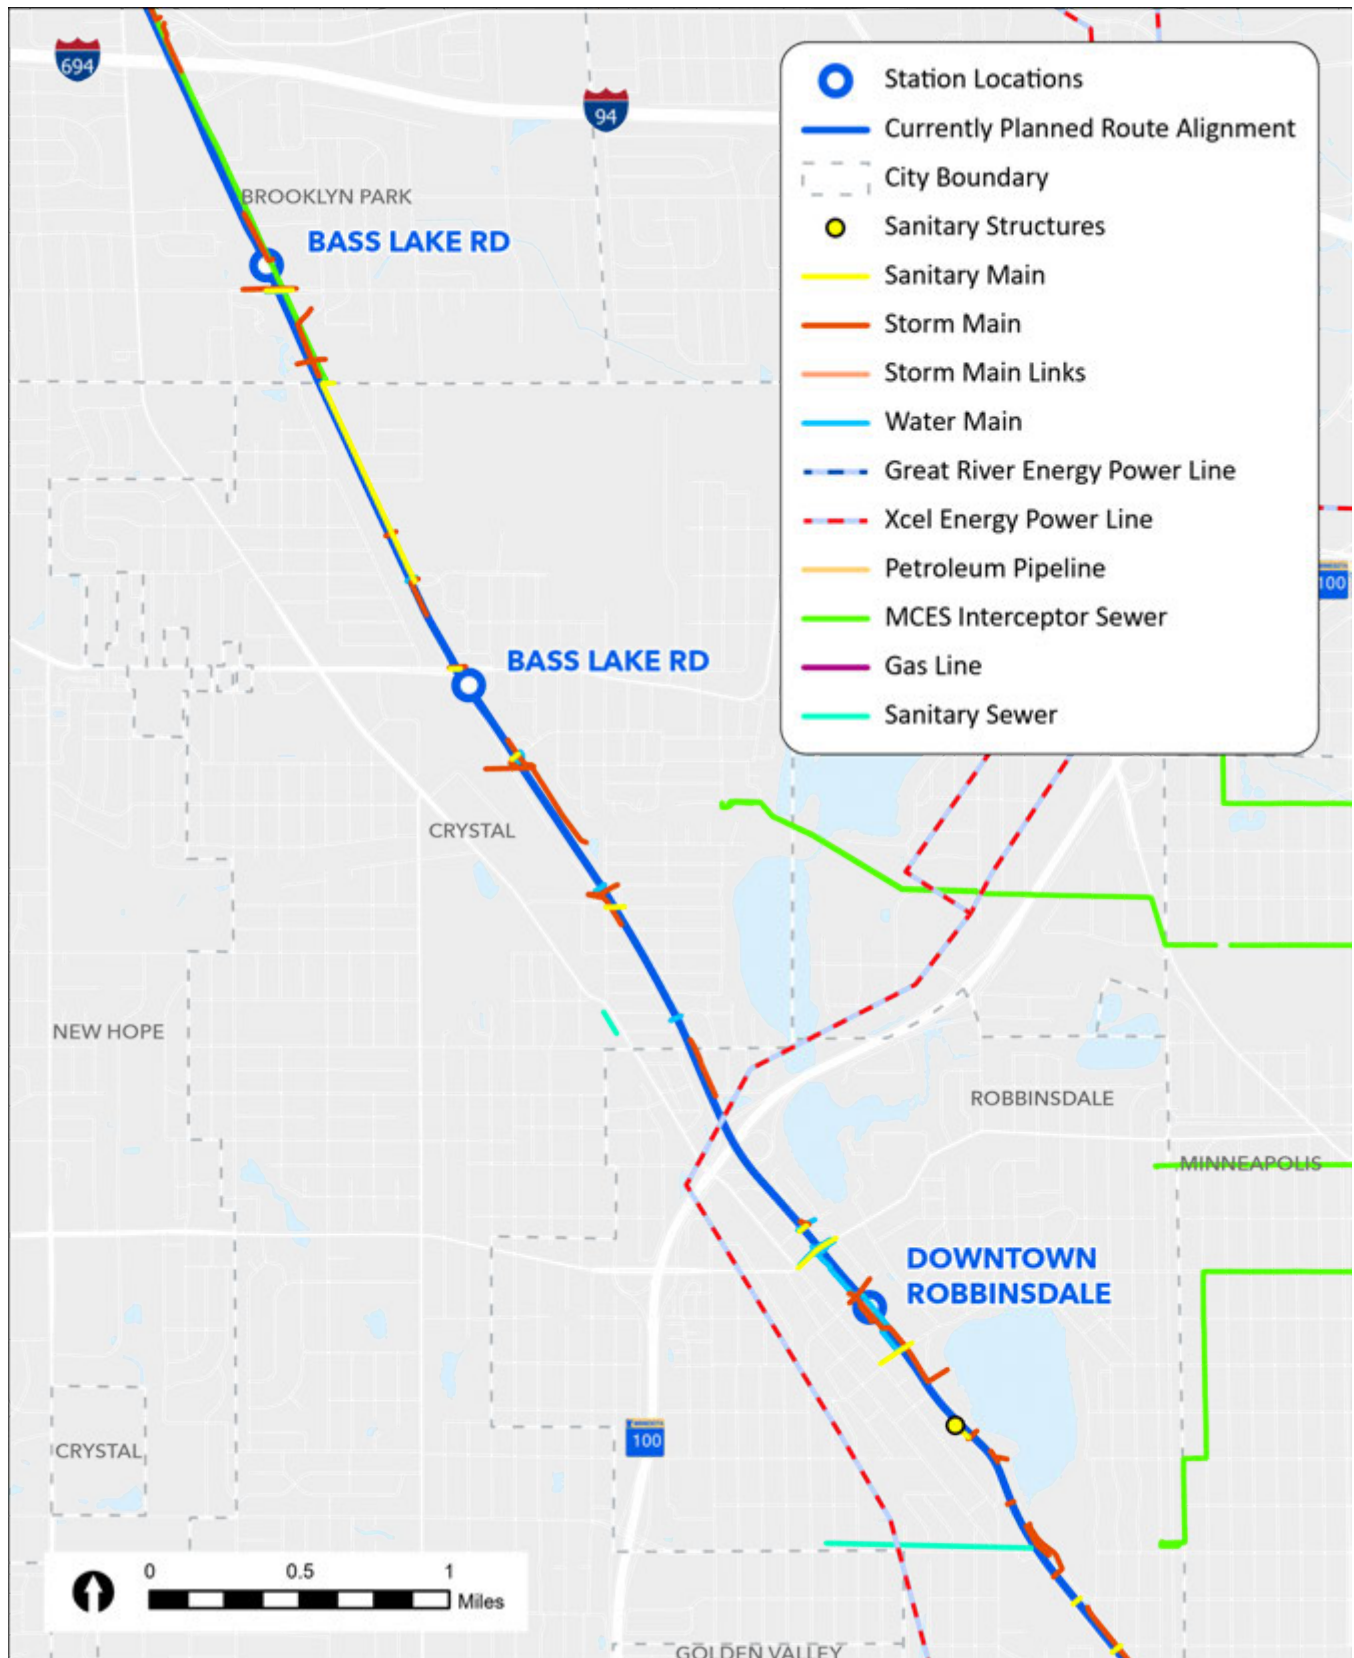 694
94
BROOKLYN PARK
BASS LAKE RD
Station Locations
Currently Planned Route Alignment
City Boundary
Sanitary Structures
Sanitary Main
Storm Main
Storm Main Links
Water Main
Great River Energy Power Line
Xcel Energy Power Line
Petroleum Pipeline
MCES Interceptor Sewer
Gas Line
Sanitary Sewer
100
BASS LAKE RD
CRYSTAL
NEW HOPE
ROBBINSDALE
MINNEAPOLIS
DOWNTOWN
ROBBINSDALE
100
CRYSTAL
0 0.5 1
Miles
GOLDEN VALLEY